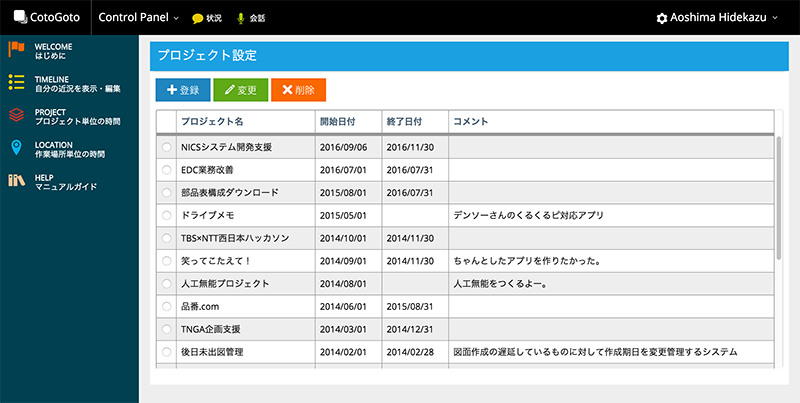 CotoGoto Control Panel 状況 会話 Aoshima Hidekazu
WELCOME
はじめに
TIMELINE
自分の近況を表示・編集
PROJECT
プロジェクト単位の時間
LOCATION
作業場所単位の時間
HELP
マニュアルガイド
プロジェクト設定
登録 変更 削除
プロジェクト名 開始日付 終了日付 コメント
NICSシステム開発支援 2016/09/06 2016/11/30
EDC業務改善 2016/07/01 2016/07/31
部品表構成ダウンロード 2015/08/01 2016/07/31
ドライブメモ 2015/05/01 デンソーさんのくるくるピ対応アプリ
TBS×NTT西日本ハッカソン 2014/10/01 2014/11/30
笑ってこたえて！ 2014/09/01 2014/11/30 ちゃんとしたアプリを作りたかった。
人工無能プロジェクト 2014/08/01 人工無能をつくるよー。
品番.com 2014/06/01 2015/08/31
TNGA企画支援 2014/03/01 2014/12/31
後日未出図管理 2014/02/01 2014/02/28 図面作成の遅延しているものに対して作成期日を変更管理するシステム